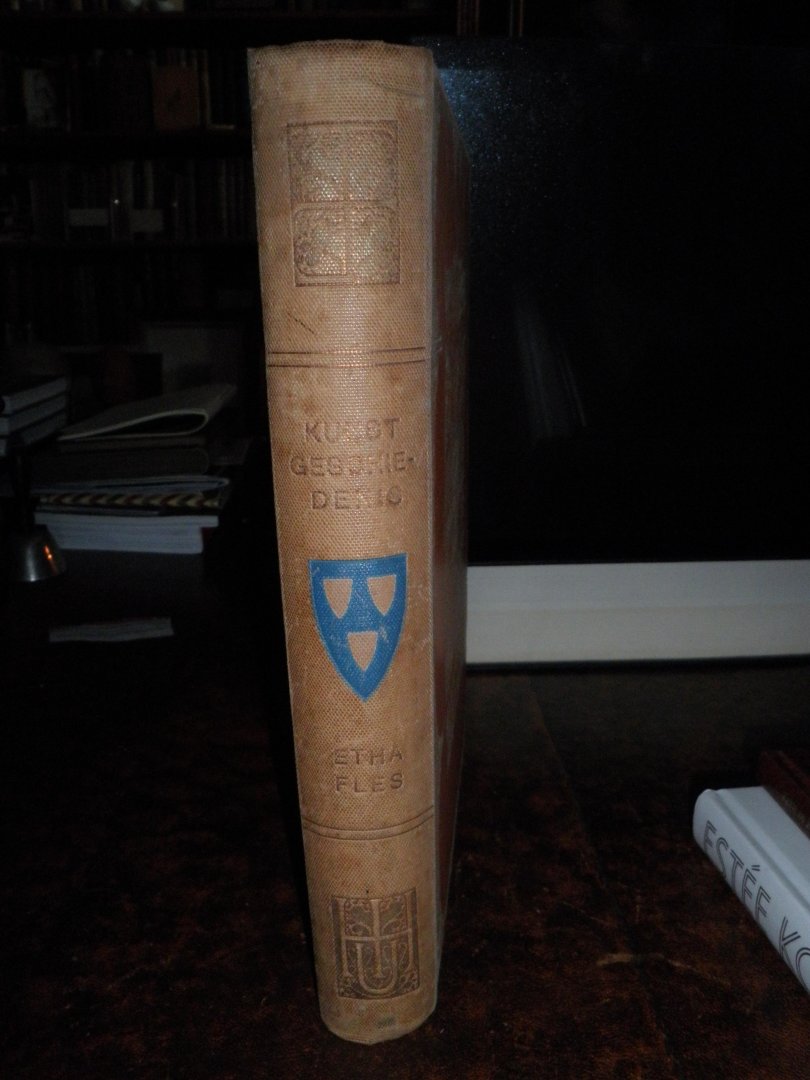 KUNST
GESCHIE-
DENIS
ETHA
FLES
ESTÉE